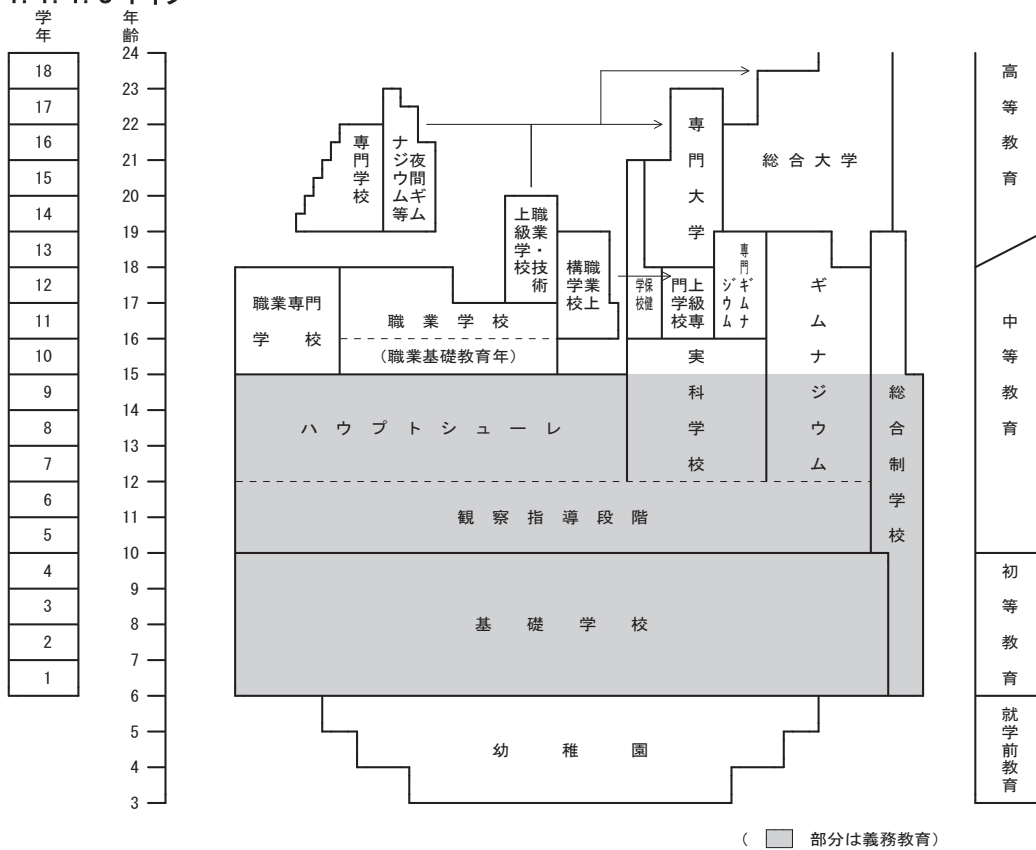 学年
年齢
24
23
22
21
20
19
18
17
16
15
14
13
12
11
10
9
8
7
6
5
4
3
18
17
16
15
14
13
12
11
10
9
8
7
6
5
4
3
2
1
専門学校
夜間ギム
ナジウム等
職業・技術
上級学校
職業上
構学校
専門大学
総合大学
保健
学校
上級専
門学校
専門ギムナ
ジウム
ギムナジウム
職業専門
学校
職業学校
(職業基礎教育年)
実科学校
総合制学校
ハウプトシューレ
観察指導段階
基礎学校
幼稚園
高等教育
中等教育
初等教育
就学前教育
( 部分は義務教育)